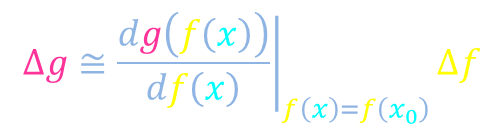 Δg ≅ dg(f(x))/df(x) |f(x)=f(x₀) Δf